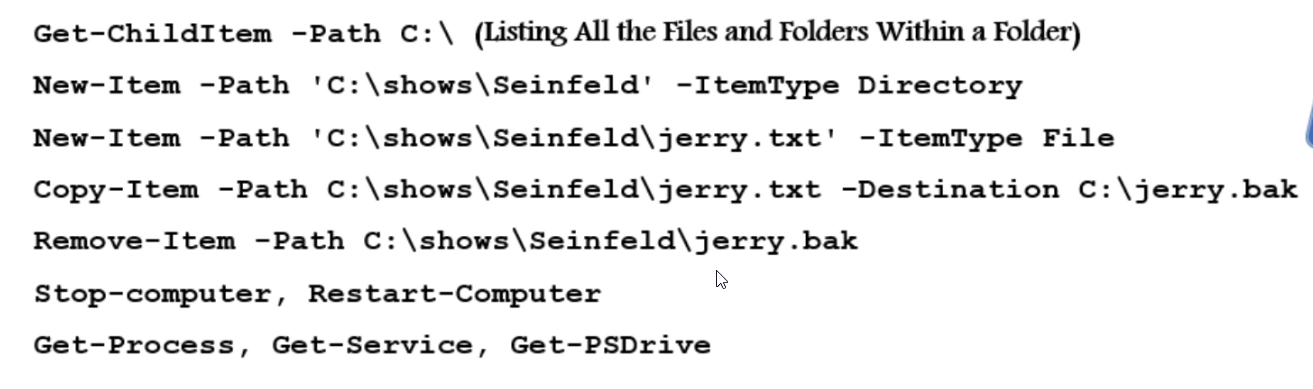 Get-ChildItem -Path C:\ (Listing All the Files and Folders Within a Folder)
New-Item -Path 'C:\shows\Seinfeld' -ItemType Directory
New-Item -Path 'C:\shows\Seinfeld\jerry.txt' -ItemType File
Copy-Item -Path C:\shows\Seinfeld\jerry.txt -Destination C:\jerry.bak
Remove-Item -Path C:\shows\Seinfeld\jerry.bak
Stop-computer, Restart-Computer
Get-Process, Get-Service, Get-PSDrive